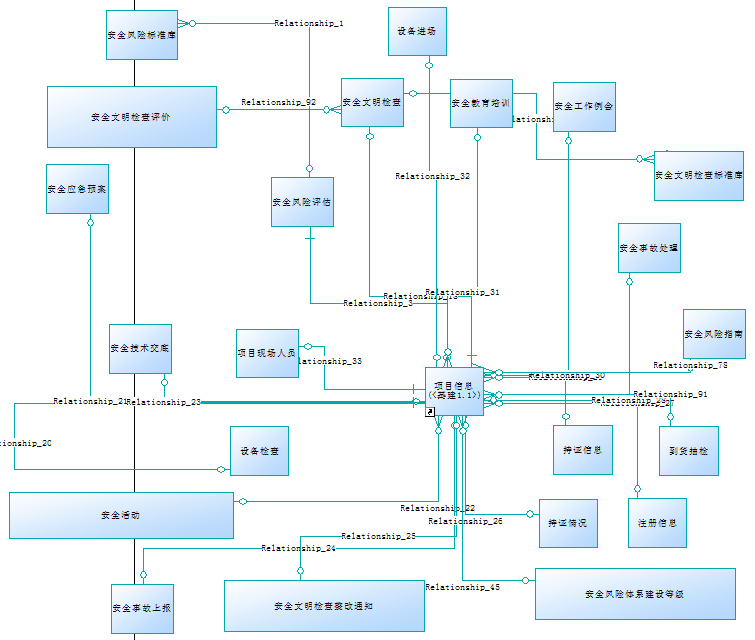 安全风险标准库
Relationship_1
设备进场
安全文明检查评价
Relationship_92
安全文明检查
安全教育培训
安全工作例会
安全文明检查标准库
安全应急预案
Relationship_32
安全风险评估
安全事故处理
Relationship_31
Relationship_3
安全技术交底
项目现场人员
lationship_33
安全风险指南
Relationship_78
项目信息
Relationship_30
Relationship_91
Relationship_23
tionship_20
设备检查
持证信息
到货抽检
安全活动
Relationship_22
Relationship_26
持证情况
注册信息
Relationship_25
Relationship_24
安全事故上报
安全文明检查整改通知
Relationship_45
安全风险体系建设等级